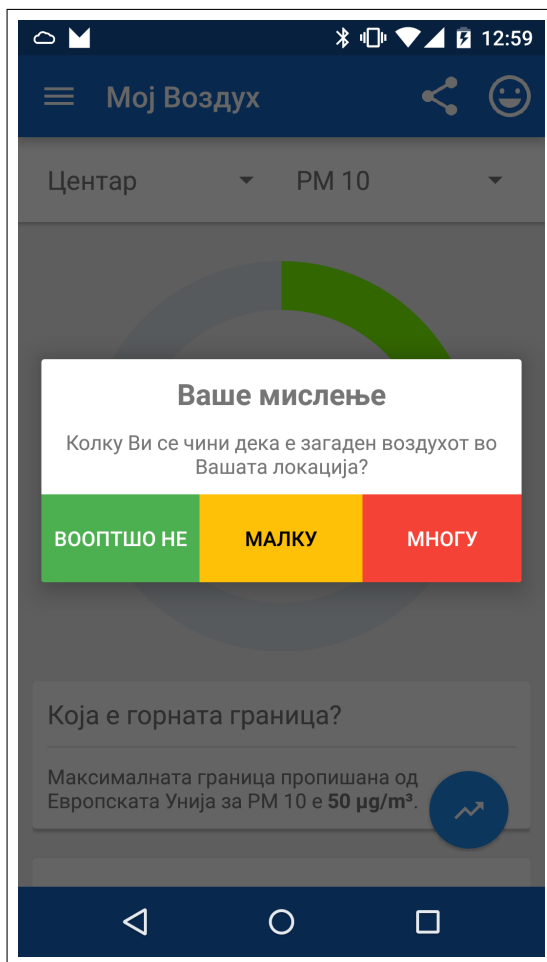 12:59
Мој Воздух
Центар PM 10
Ваше мислење
Колку Ви се чини дека е загаден воздухот во
Вашата локација?
ВООПТШО НЕ МАЛКУ МНОГУ
Која е горната граница?
Максималната граница пропишана од
Европската Унија за PM 10 е 50 µg/m³.